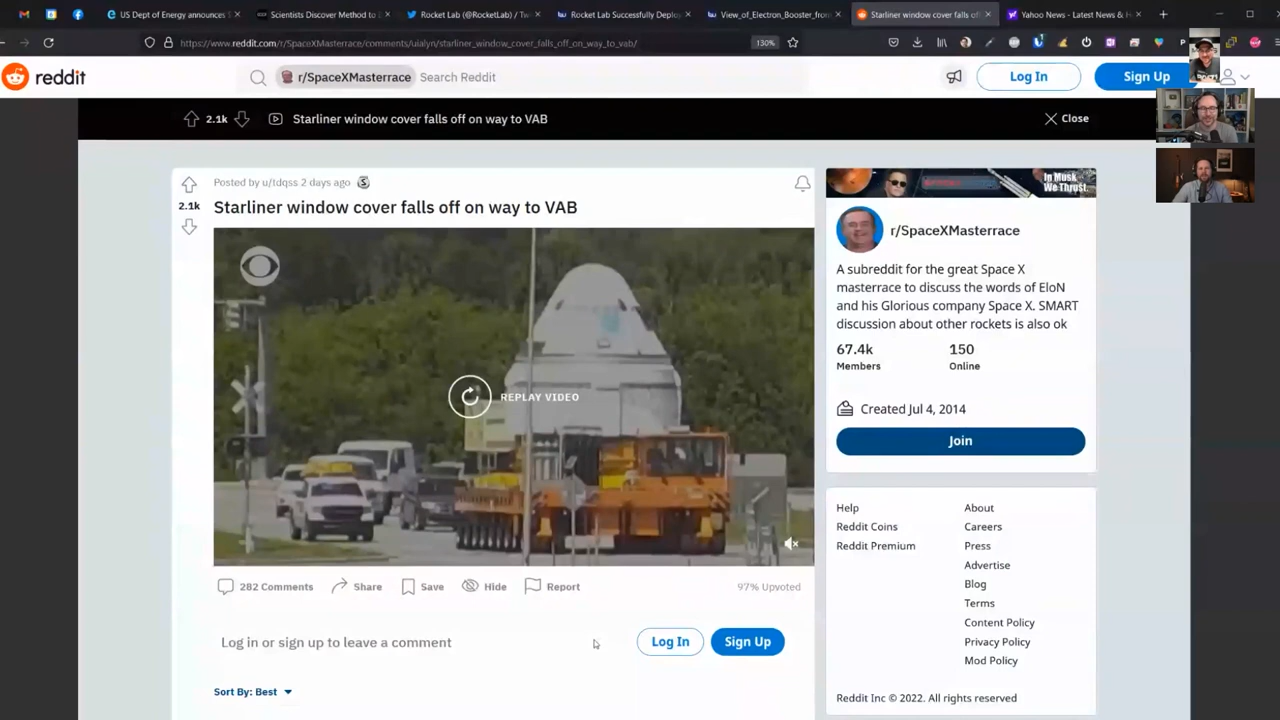 US Dept of Energy announces
Scientists Discover Method to
Rocket Lab (@RocketLab) / Tw
Rocket Lab Successfully Deploy
View_of_Electron_Booster_from
Starliner window cover falls of
Yahoo News - Latest News & H
https://www.reddit.com/r/SpaceXMasterrace/comments/uialyn/starliner_window_cover_falls_off_on_way_to_vab/
130%
reddit
r/SpaceXMasterrace
Search Reddit
Log In
Sign Up
2.1k
Starliner window cover falls off on way to VAB
Close
Posted by u/tdqss 2 days ago
2.1k
Starliner window cover falls off on way to VAB
REPLAY VIDEO
282 Comments
Share
Save
Hide
Report
97% Upvoted
Log in or sign up to leave a comment
Log In
Sign Up
Sort By: Best
In Musk
We Thrust.
r/SpaceXMasterrace
A subreddit for the great Space X
masterrace to discuss the words of EloN
and his Glorious company Space X. SMART
discussion about other rockets is also ok
67.4k
Members
150
Online
Created Jul 4, 2014
Join
Help
Reddit Coins
Reddit Premium
About
Careers
Press
Advertise
Blog
Terms
Content Policy
Privacy Policy
Mod Policy
Reddit Inc © 2022. All rights reserved